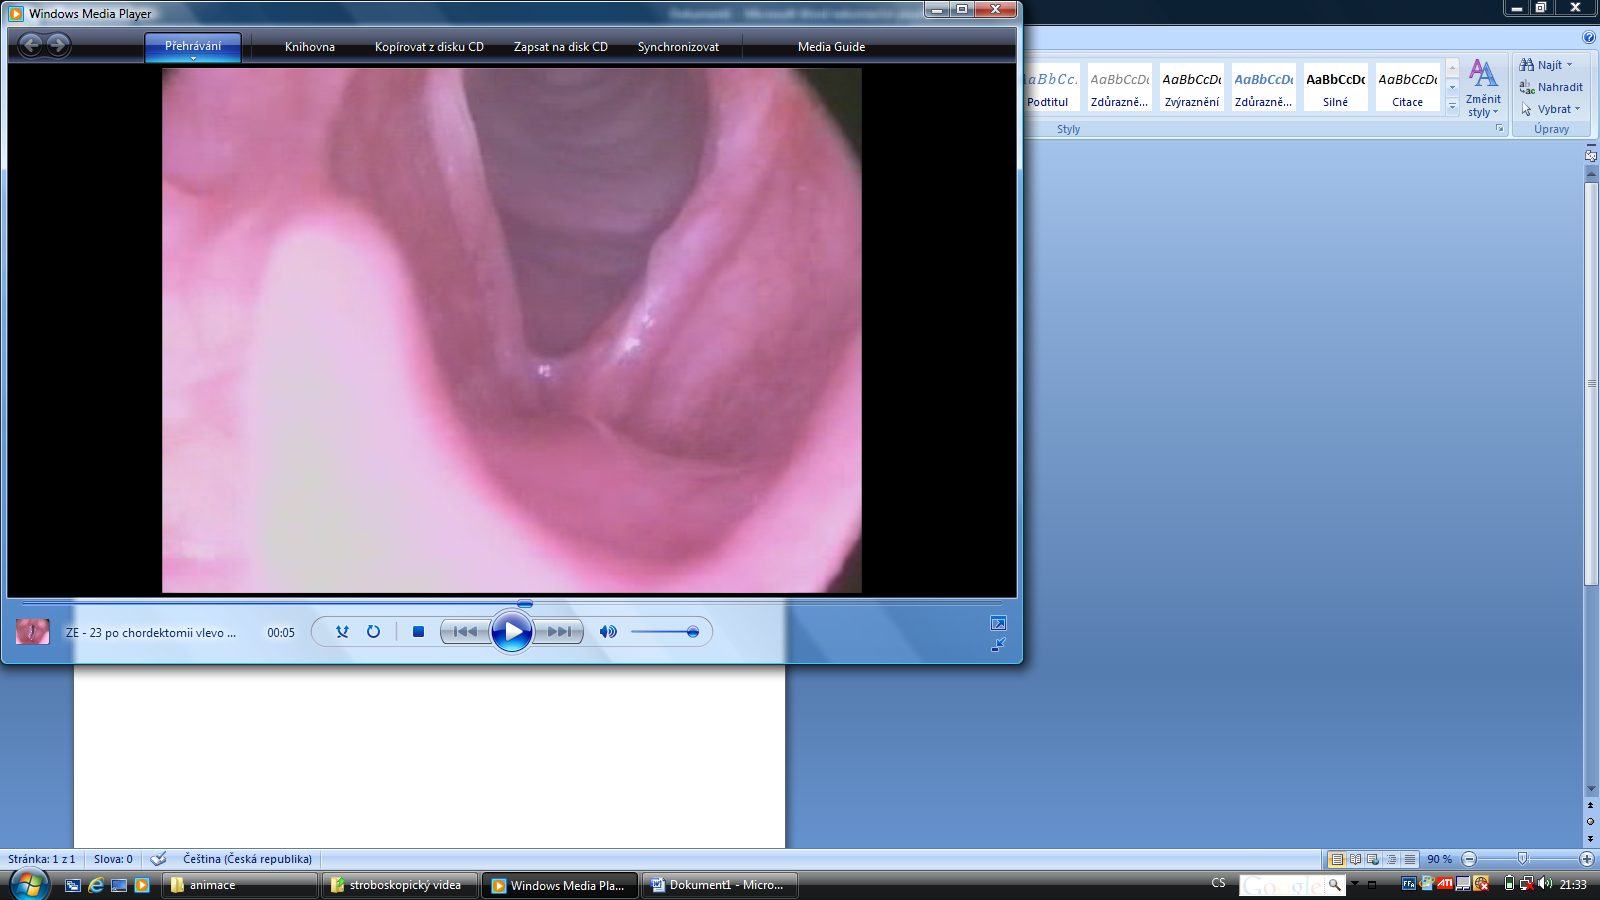 Windows Media Player
Přehrávání
Knihovna
Kopírovat z disku CD
Zapsat na disk CD
Synchronizovat
Media Guide
AaBbCc. AaBbCcDc AaBbCcDc AaBbCcDc AaBbCcDc AaBbCcDc
Podtitul Zdůrazně... Zvýraznění Zdůrazně... Silné Citace
Změnit
styly
Styly
Najít
Nahradit
Vybrat
Úpravy
ZE - 23 po chordektomii vlevo ...
00:05
Stránka: 1 z 1
Slova: 0
Čeština (Česká republika)
90 %
animace
stroboskopický videa
Windows Media Pla...
Dokument1 - Micro...
CS
Google
ATI
21:33